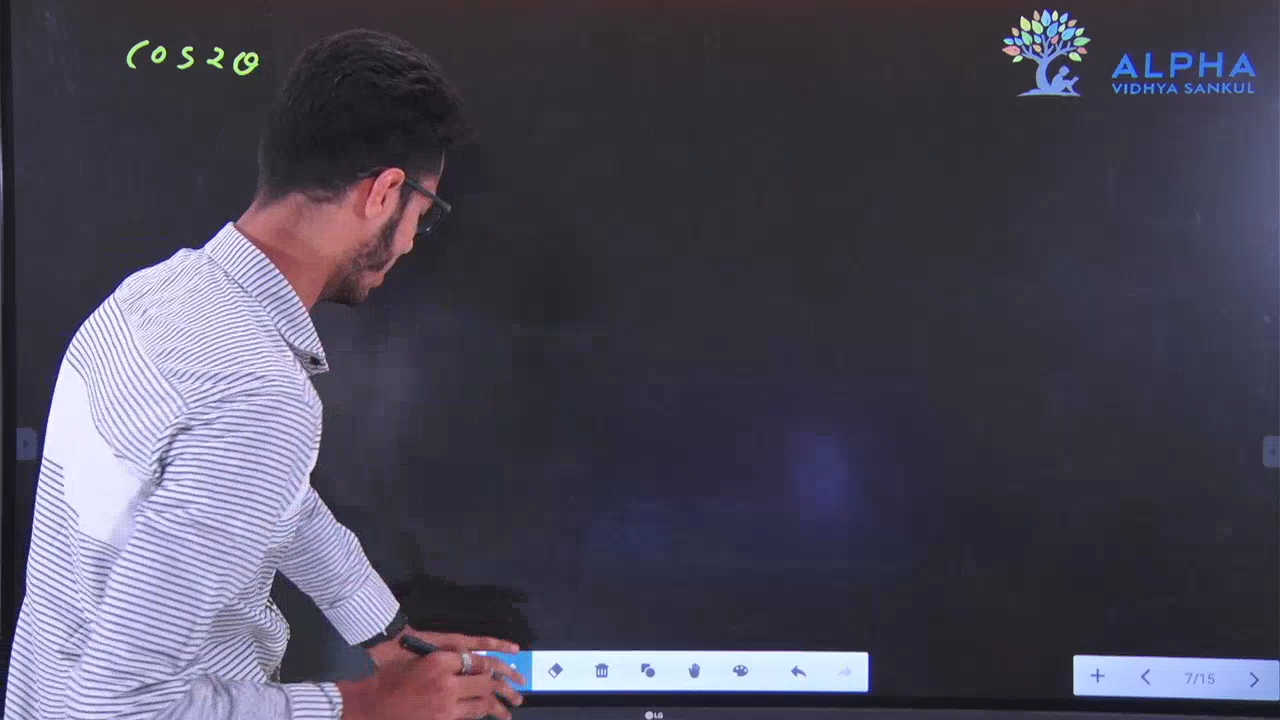 cos2θ
ALPHA
VIDHYA SANKUL
7/15
LG